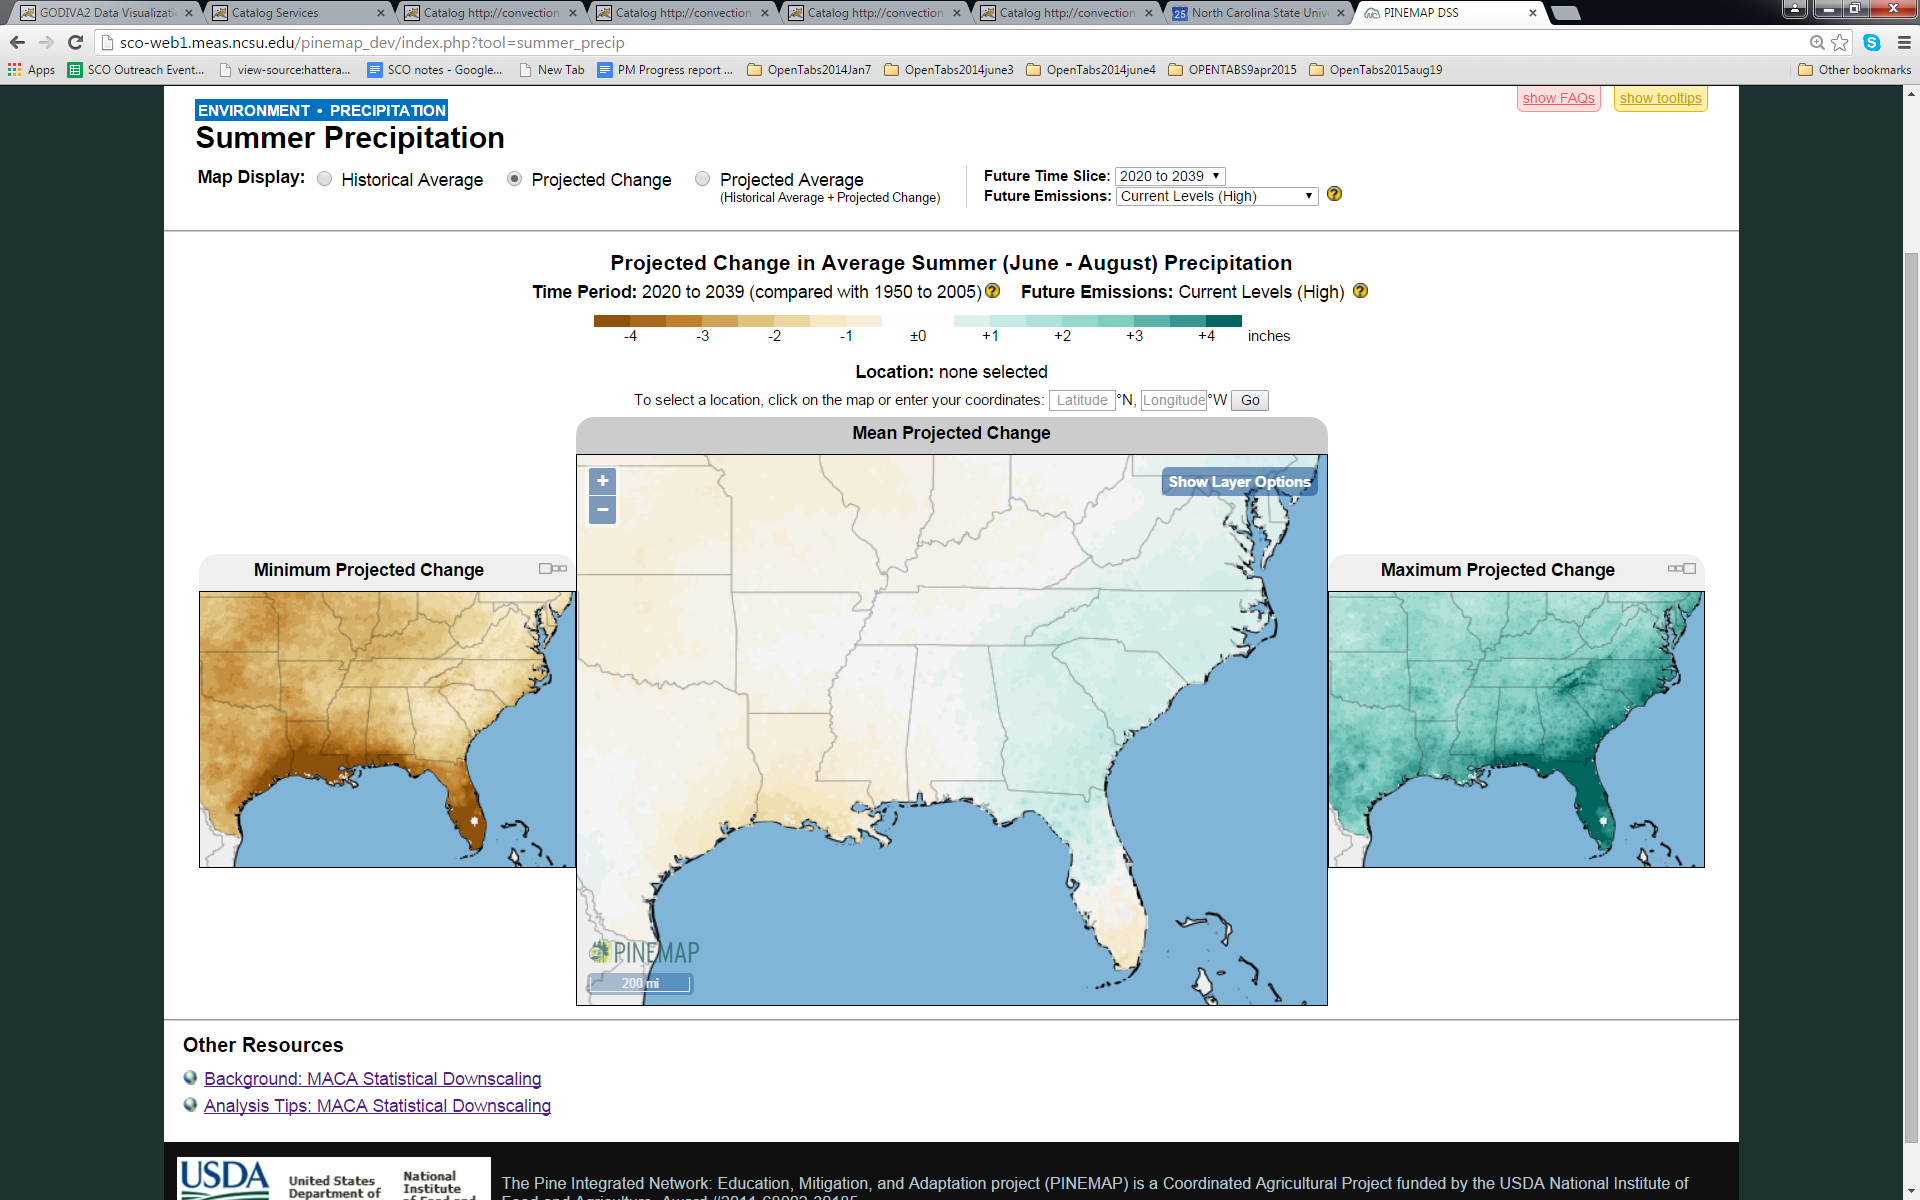 GODIVA2 Data Visualizati
Catalog Services
Catalog http://convection
Catalog http://convection
Catalog http://convection
Catalog http://convection
25 North Carolina State Univ
PINEMAP DSS
sco-web1.meas.ncsu.edu/pinemap_dev/index.php?tool=summer_precip
Apps
SCO Outreach Event...
view-source:hattera...
SCO notes - Google...
New Tab
PM Progress report ...
OpenTabs2014Jan7
OpenTabs2014june3
OpenTabs2014june4
OPENTABS9apr2015
OpenTabs2015aug19
Other bookmarks
ENVIRONMENT • PRECIPITATION
show FAQs
show tooltips
Summer Precipitation
Map Display:
Historical Average
Projected Change
Projected Average
(Historical Average + Projected Change)
Future Time Slice: 2020 to 2039
Future Emissions: Current Levels (High)
Projected Change in Average Summer (June - August) Precipitation
Time Period: 2020 to 2039 (compared with 1950 to 2005) Future Emissions: Current Levels (High)
-4 -3 -2 -1 ±0 +1 +2 +3 +4 inches
Location: none selected
To select a location, click on the map or enter your coordinates: Latitude °N, Longitude °W Go
Mean Projected Change
+
−
Show Layer Options
Minimum Projected Change
Maximum Projected Change
PINEMAP
200 mi
Other Resources
Background: MACA Statistical Downscaling
Analysis Tips: MACA Statistical Downscaling
USDA
United States
Department of
National
Institute
The Pine Integrated Network: Education, Mitigation, and Adaptation project (PINEMAP) is a Coordinated Agricultural Project funded by the USDA National Institute of